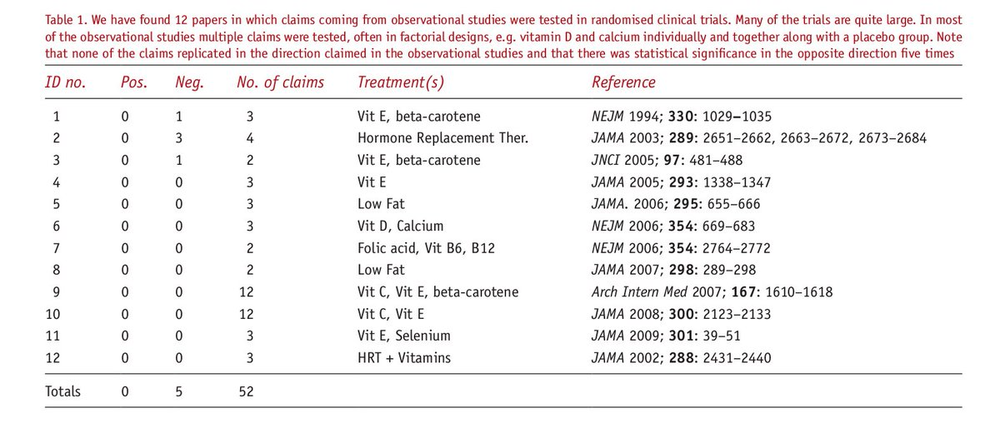 Table 1. We have found 12 papers in which claims coming from observational studies were tested in randomised clinical trials. Many of the trials are quite large. In most
of the observational studies multiple claims were tested, often in factorial designs, e.g. vitamin D and calcium individually and together along with a placebo group. Note
that none of the claims replicated in the direction claimed in the observational studies and that there was statistical significance in the opposite direction five times
ID no. Pos. Neg. No. of claims Treatment(s) Reference
1 0 1 3 Vit E, beta-carotene NEJM 1994; 330: 1029–1035
2 0 3 4 Hormone Replacement Ther. JAMA 2003; 289: 2651–2662, 2663–2672, 2673–2684
3 0 1 2 Vit E, beta-carotene JNCI 2005; 97: 481–488
4 0 0 3 Vit E JAMA 2005; 293: 1338–1347
5 0 0 3 Low Fat JAMA. 2006; 295: 655–666
6 0 0 3 Vit D, Calcium NEJM 2006; 354: 669–683
7 0 0 2 Folic acid, Vit B6, B12 NEJM 2006; 354: 2764–2772
8 0 0 2 Low Fat JAMA 2007; 298: 289–298
9 0 0 12 Vit C, Vit E, beta-carotene Arch Intern Med 2007; 167: 1610–1618
10 0 0 12 Vit C, Vit E JAMA 2008; 300: 2123–2133
11 0 0 3 Vit E, Selenium JAMA 2009; 301: 39–51
12 0 0 3 HRT + Vitamins JAMA 2002; 288: 2431–2440
Totals 0 5 52